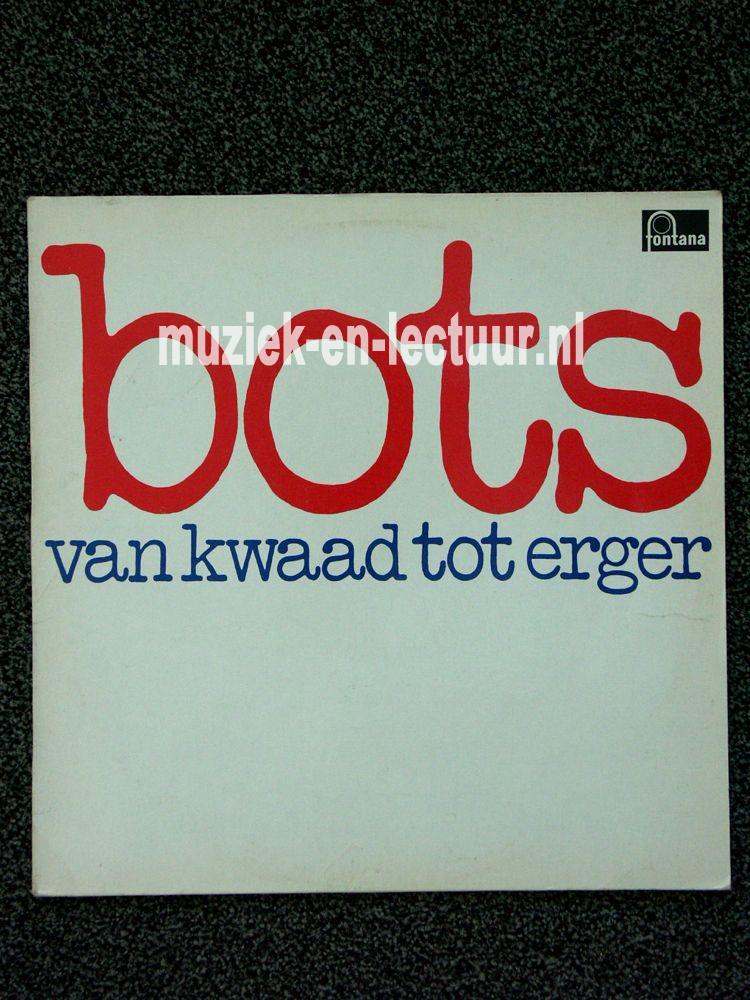 fontana
bots
muziek-en-lectuur.nl
van kwaad tot erger